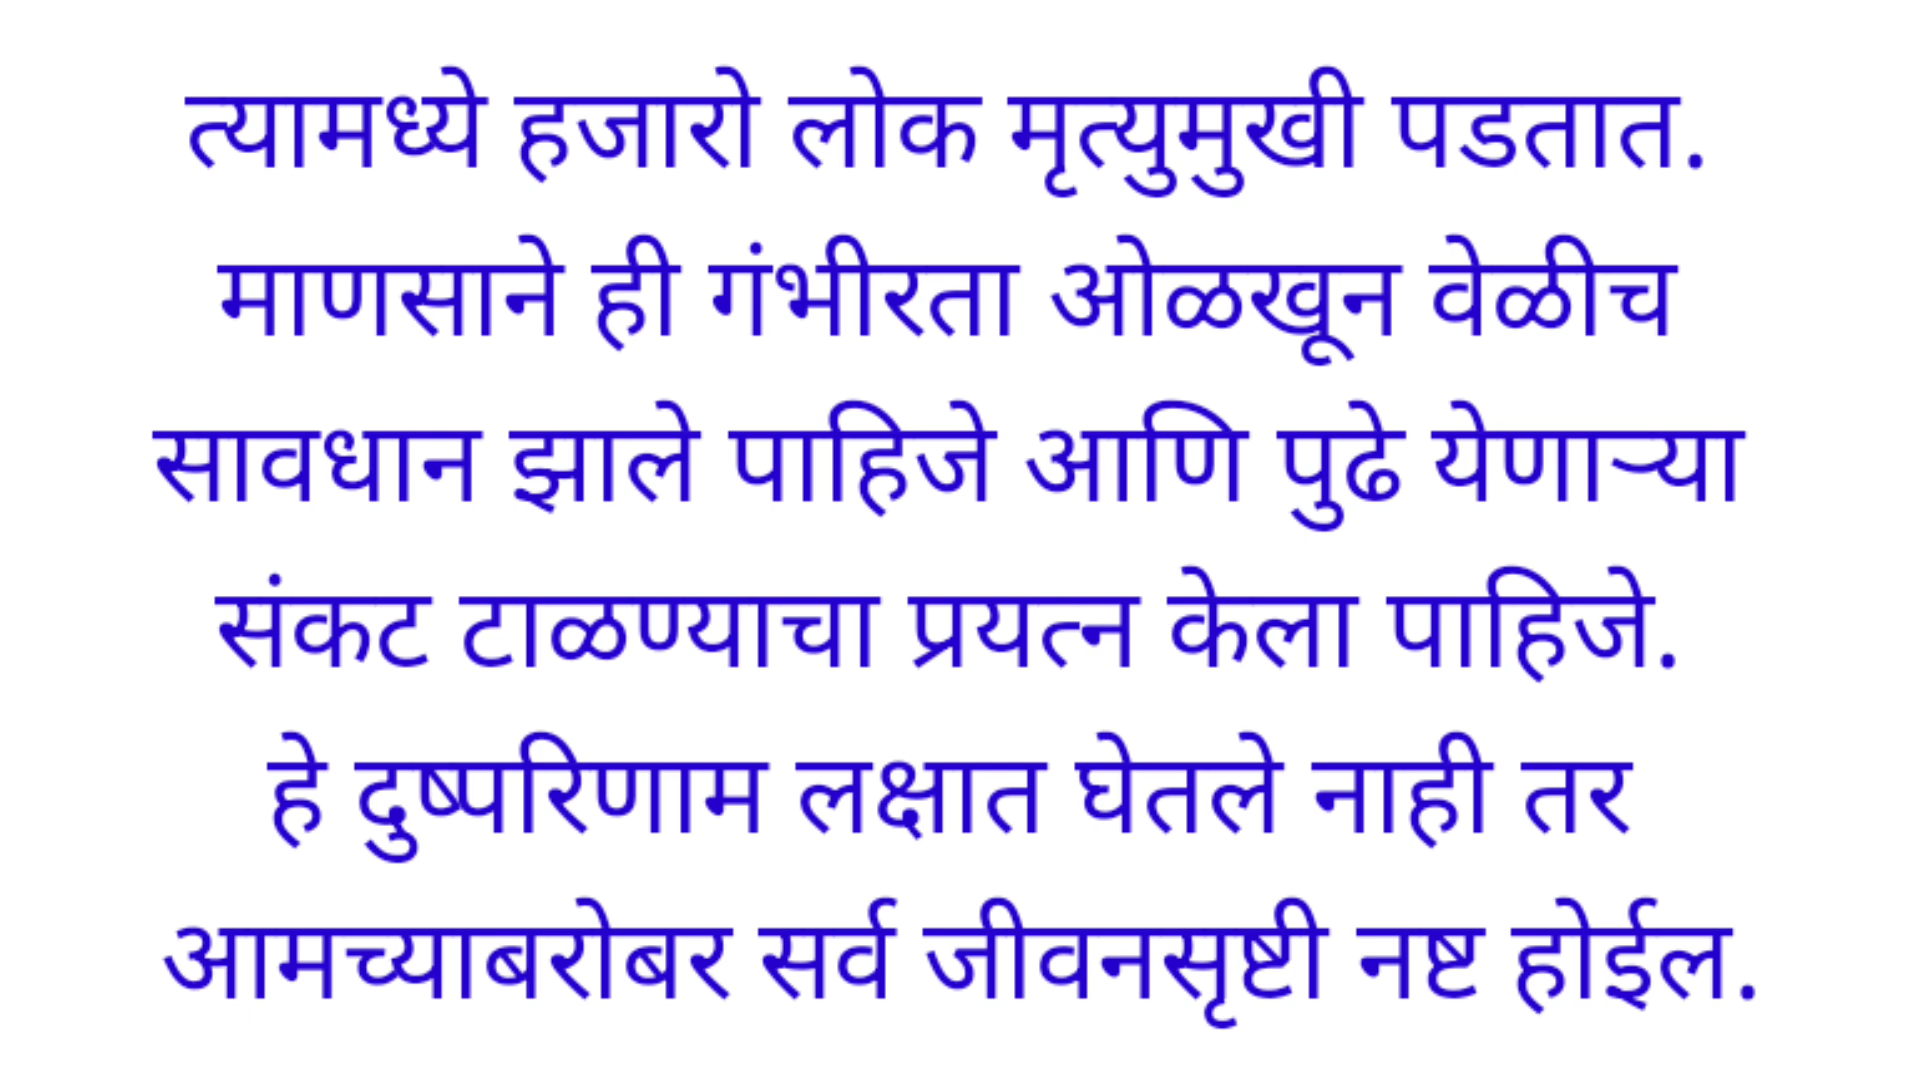 त्यामध्ये हजारो लोक मृत्युमुखी पडतात.
माणसाने ही गंभीरता ओळखून वेळीच
सावधान झाले पाहिजे आणि पुढे येणाऱ्या
संकट टाळण्याचा प्रयत्न केला पाहिजे.
हे दुष्परिणाम लक्षात घेतले नाही तर
आमच्याबरोबर सर्व जीवनसृष्टी नष्ट होईल.